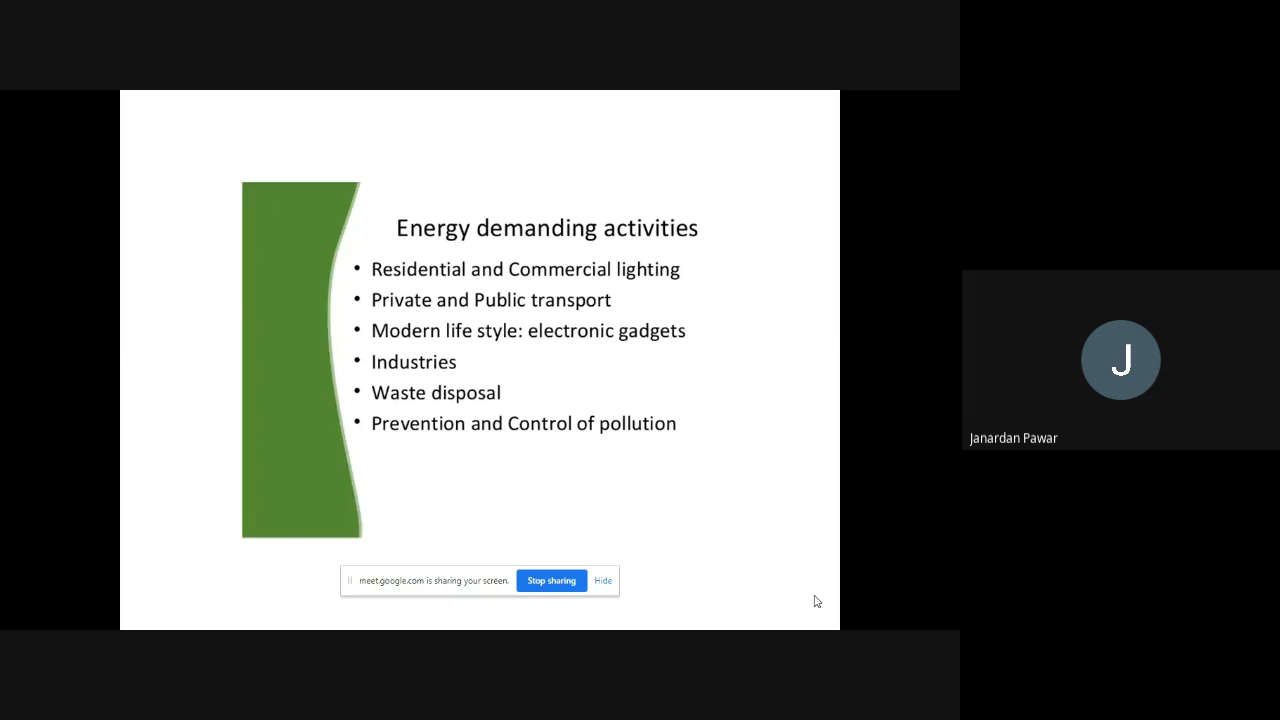 Energy demanding activities
• Residential and Commercial lighting
• Private and Public transport
• Modern life style: electronic gadgets
• Industries
• Waste disposal
• Prevention and Control of pollution
meet.google.com is sharing your screen. Stop sharing Hide
J
Janardan Pawar